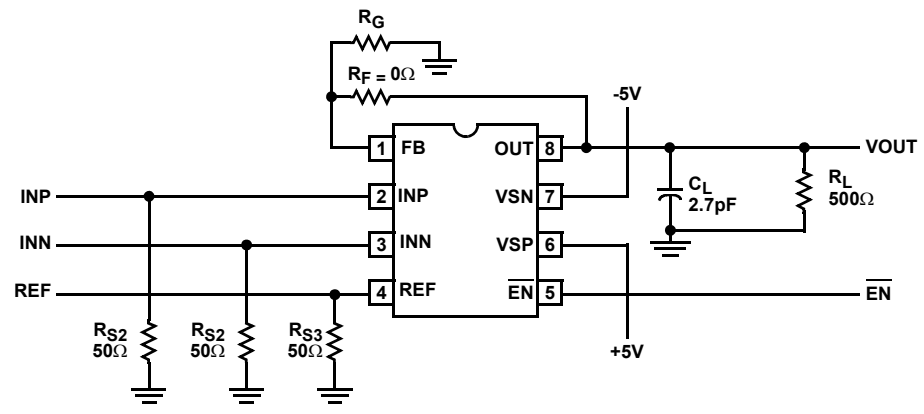 RG
RF = 0Ω
-5V
1 FB
OUT 8
VOUT
INP
2 INP
VSN 7
CL
2.7pF
RL
500Ω
INN
3 INN
VSP 6
REF
4 REF
EN 5
EN
RS2
50Ω
RS2
50Ω
RS3
50Ω
+5V